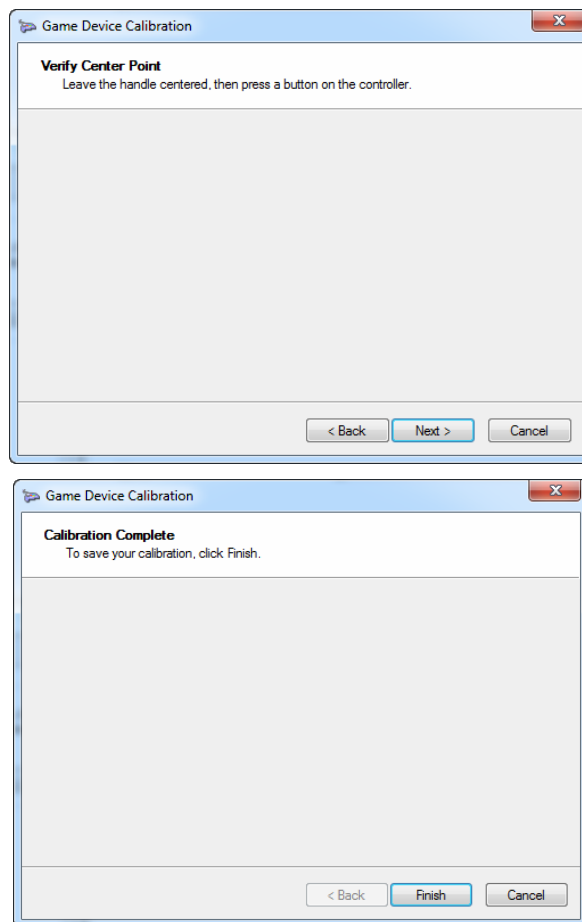 Game Device Calibration
Verify Center Point
Leave the handle centered, then press a button on the controller.
< Back Next > Cancel
Game Device Calibration
Calibration Complete
To save your calibration, click Finish.
< Back Finish Cancel